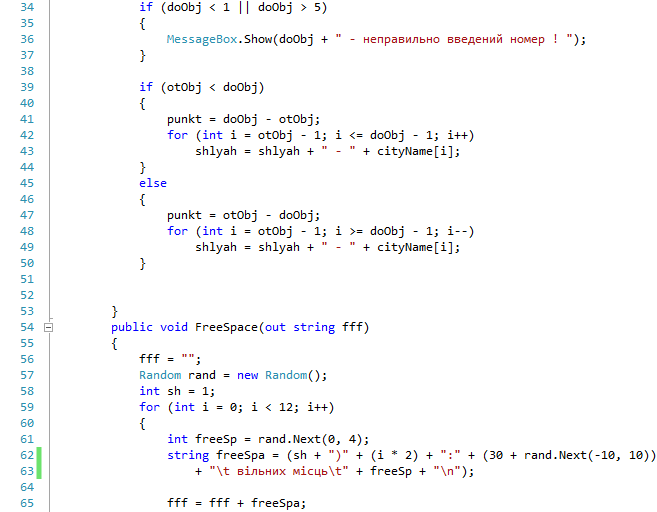 34 if (doObj < 1 || doObj > 5)
35 {
36 MessageBox.Show(doObj + " - неправильно введений номер ! ");
37 }
38
39 if (otObj < doObj)
40 {
41 punkt = doObj - otObj;
42 for (int i = otObj - 1; i <= doObj - 1; i++)
43 shlyah = shlyah + " - " + cityName[i];
44 }
45 else
46 {
47 punkt = otObj - doObj;
48 for (int i = otObj - 1; i >= doObj - 1; i--)
49 shlyah = shlyah + " - " + cityName[i];
50 }
51
52
53 }
54 public void FreeSpace(out string fff)
55 {
56 fff = "";
57 Random rand = new Random();
58 int sh = 1;
59 for (int i = 0; i < 12; i++)
60 {
61 int freeSp = rand.Next(0, 4);
62 string freeSpa = (sh + ")" + (i * 2) + ":" + (30 + rand.Next(-10, 10))
63 + "\t вільних місць\t" + freeSp + "\n");
64
65 fff = fff + freeSpa;